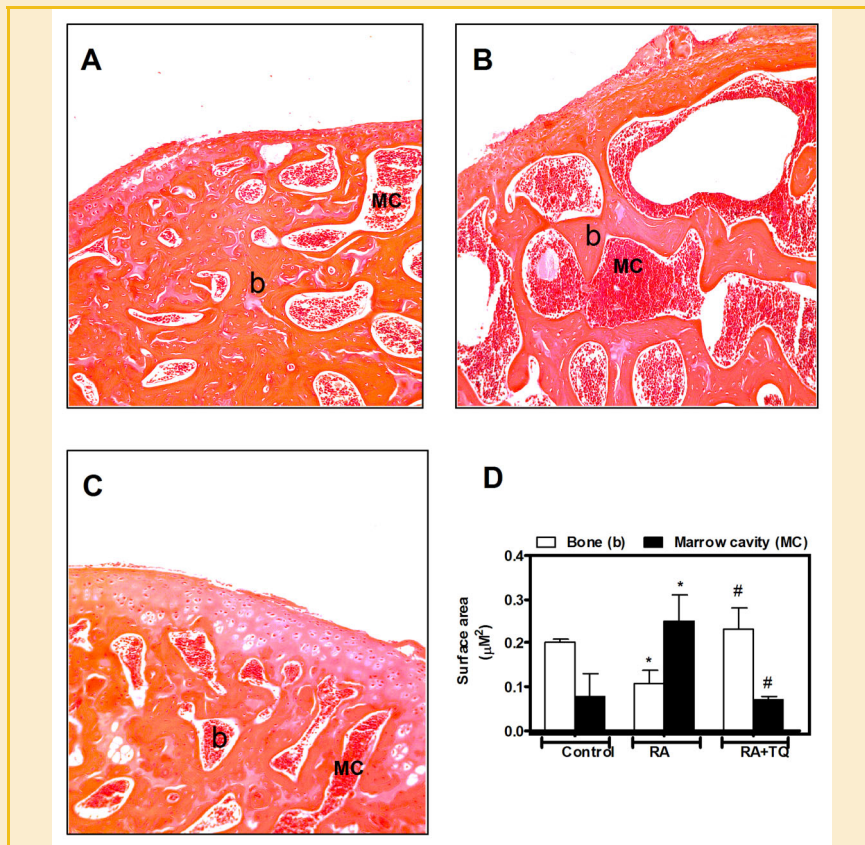 A
B
MC
b
b
MC
C
b
MC
D
Bone (b) Marrow cavity (MC)
Surface area
(μM²)
0.4
0.3
0.2
0.1
0.0
*
*
#
#
Control RA RA+TQ